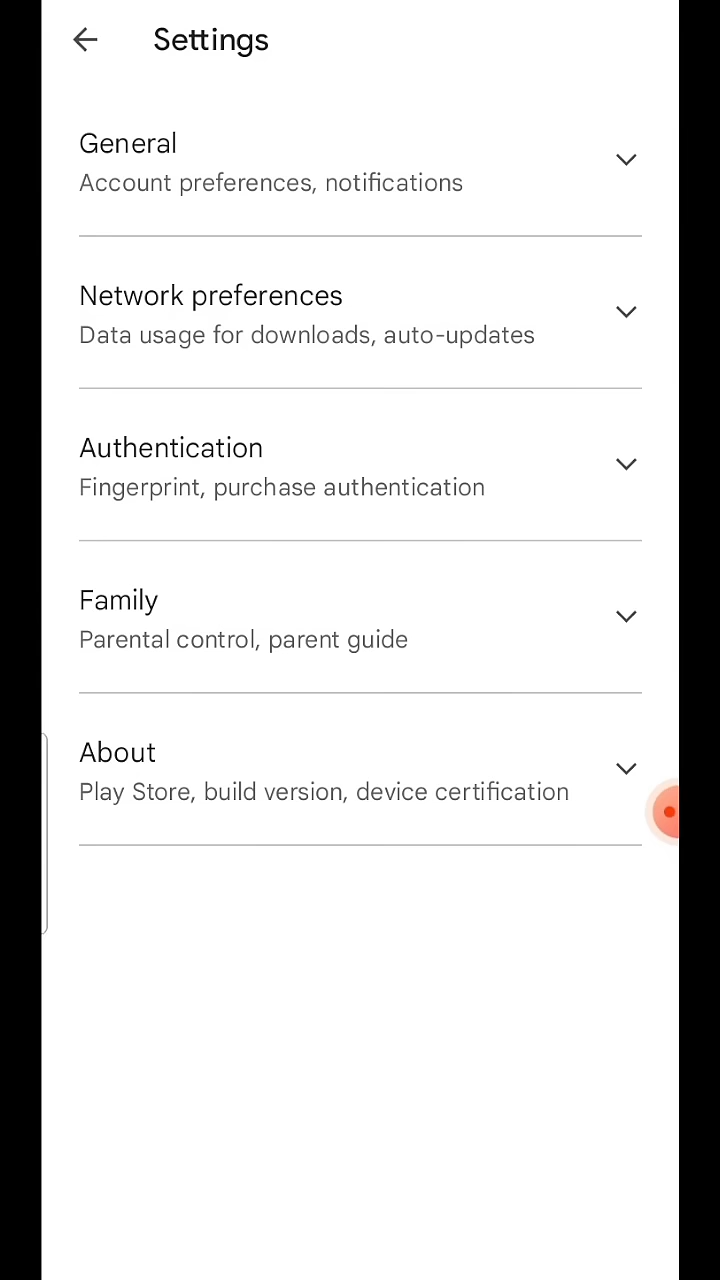 Settings
General
Account preferences, notifications
Network preferences
Data usage for downloads, auto-updates
Authentication
Fingerprint, purchase authentication
Family
Parental control, parent guide
About
Play Store, build version, device certification